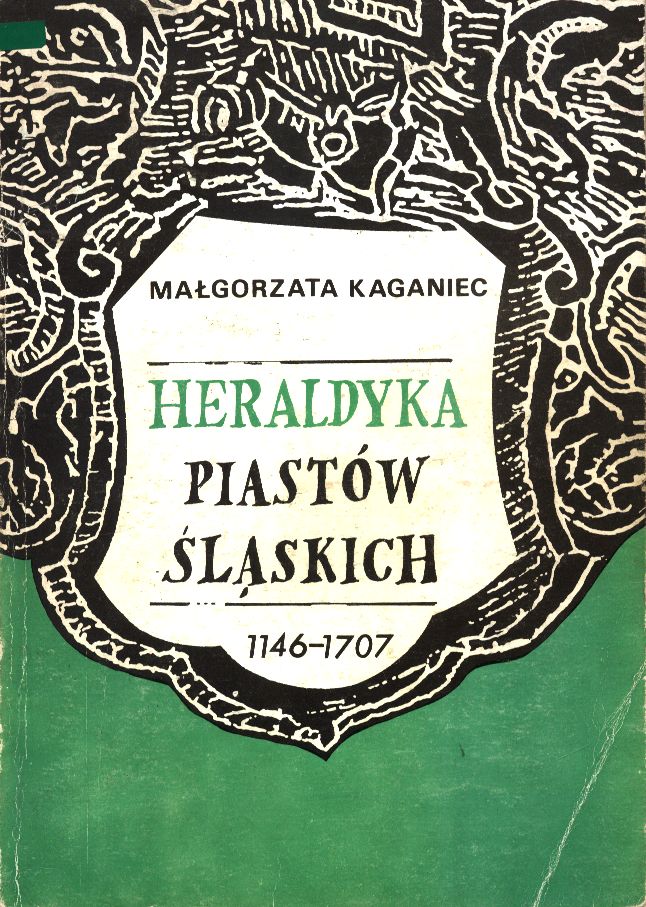 MAŁGORZATA KAGANIEC
HERALDYKA
PIASTÓW
ŚLĄSKICH
1146–1707